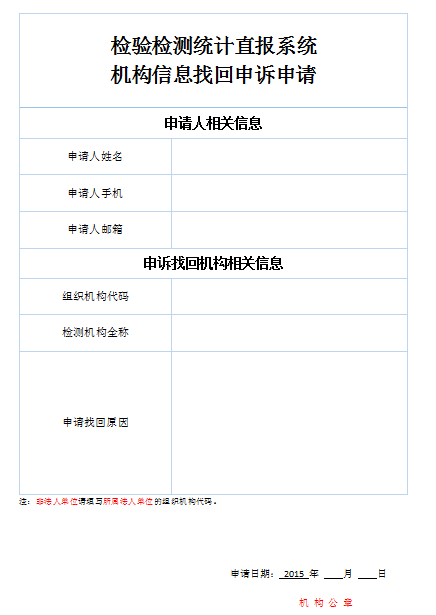 检验检测统计直报系统
机构信息找回申诉申请
申请人相关信息
申请人姓名
申请人手机
申请人邮箱
申诉找回机构相关信息
组织机构代码
检测机构全称
申请找回原因
注：非法人单位请填写所属法人单位的组织机构代码。
申请日期： 2015 年 ____月 ____日
机 构 公 章